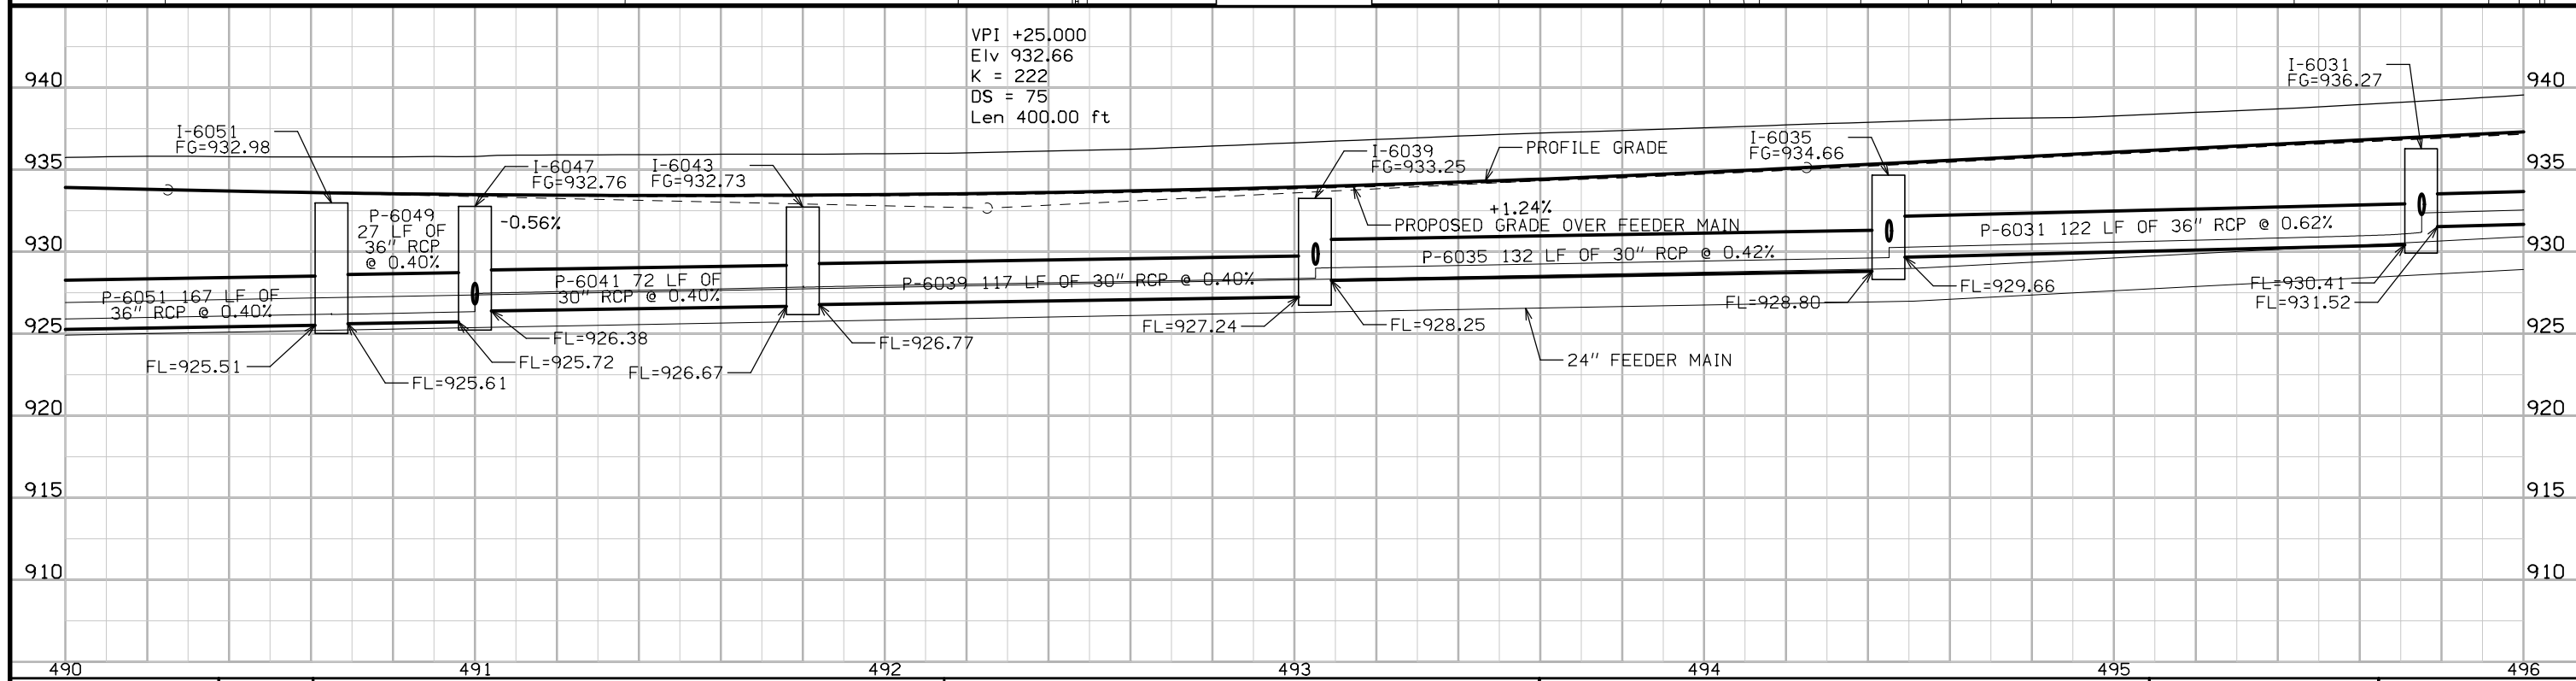 VPI +25.000
Elv 932.66
K = 222
DS = 75
Len 400.00 ft
940
935
930
925
920
915
910
I-6051
FG=932.98
I-6047
FG=932.76
I-6043
FG=932.73
I-6039
FG=933.25
PROFILE GRADE
I-6035
FG=934.66
I-6031
FG=936.27
940
935
930
925
920
915
910
P-6049
27 LF OF
36" RCP
@ 0.40%
-0.56%
+1.24%
PROPOSED GRADE OVER FEEDER MAIN
P-6051 167 LF OF
36" RCP @ 0.40%
P-6041 72 LF OF
30" RCP @ 0.40%
P-6039 117 LF OF 30" RCP @ 0.40%
P-6035 132 LF OF 30" RCP @ 0.42%
P-6031 122 LF OF 36" RCP @ 0.62%
FL=925.51
FL=925.61
FL=926.38
FL=925.72
FL=926.67
FL=926.77
FL=927.24
FL=928.25
FL=928.80
FL=929.66
FL=930.41
FL=931.52
24" FEEDER MAIN
490
491
492
493
494
495
496